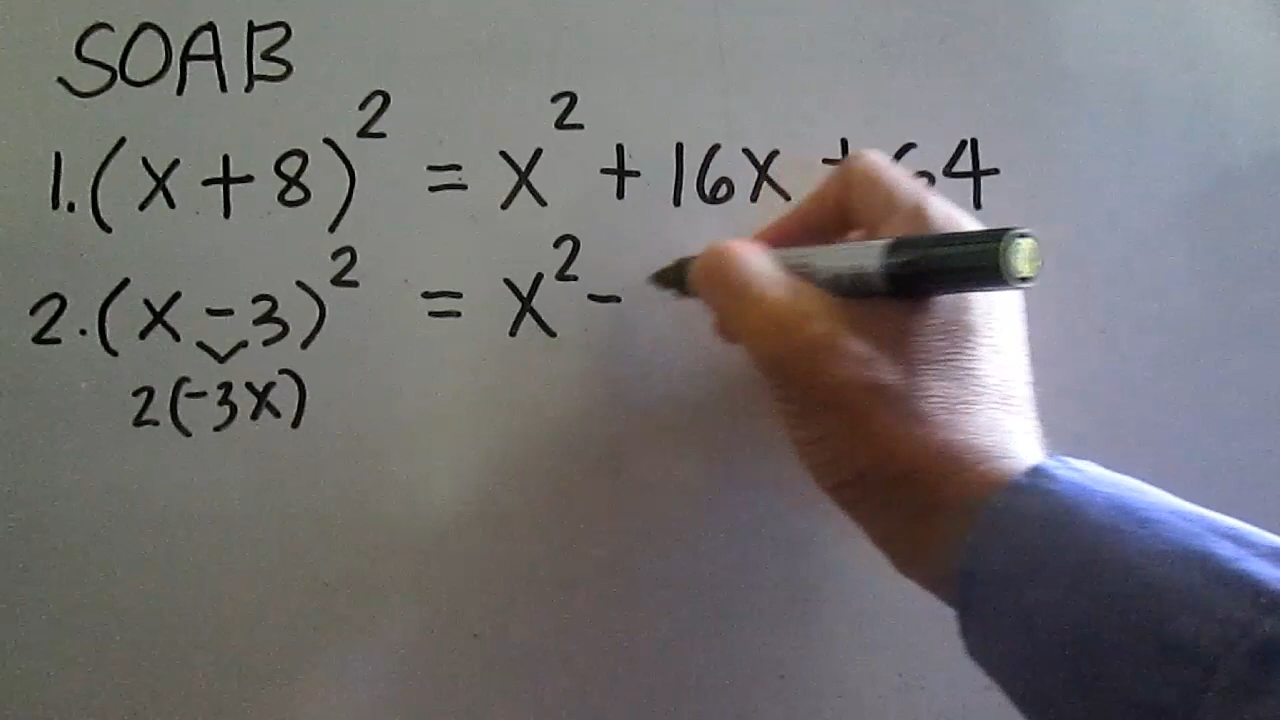 SOAB
1. (x + 8)² = x² + 16x + 64
2. (x - 3)² = x² -
2(-3x)